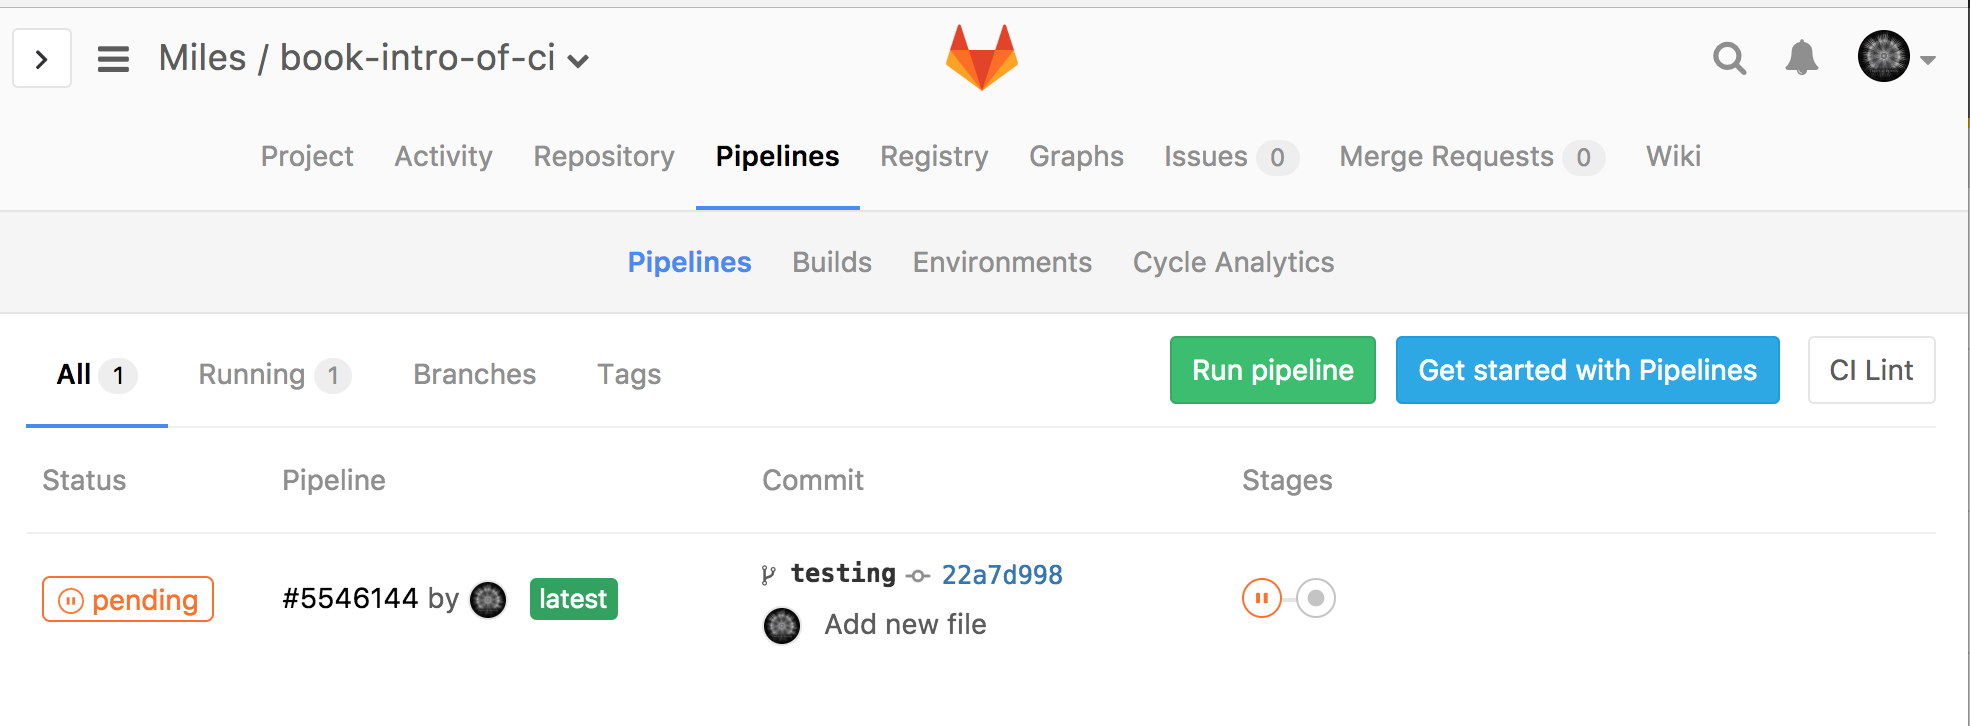 Miles / book-intro-of-ci
Project Activity Repository Pipelines Registry Graphs Issues 0 Merge Requests 0 Wiki
Pipelines Builds Environments Cycle Analytics
All 1 Running 1 Branches Tags Run pipeline Get started with Pipelines CI Lint
Status Pipeline Commit Stages
pending #5546144 by latest testing 22a7d998
Add new file